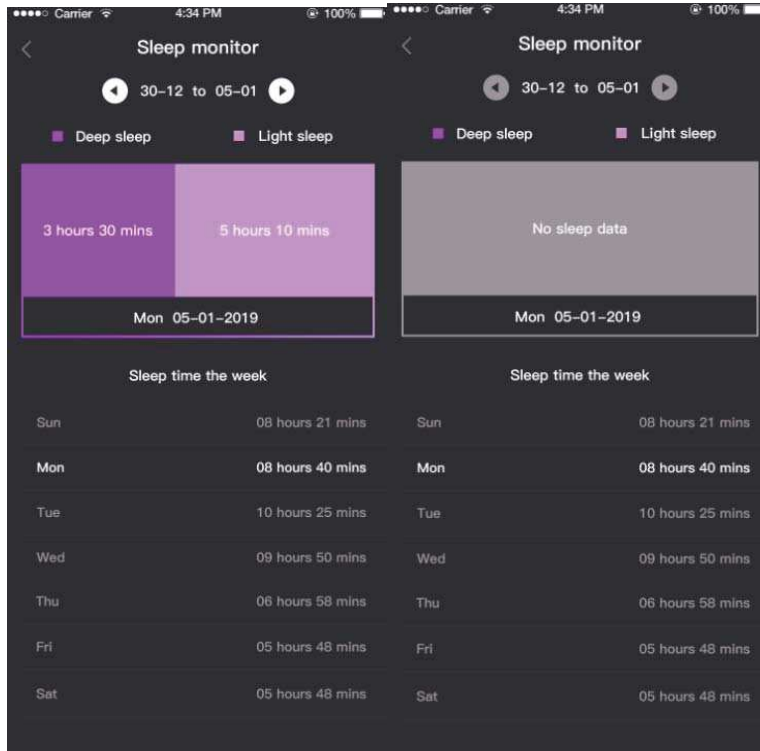 Carrier 4:34 PM 100%
Sleep monitor
30-12 to 05-01
Deep sleep Light sleep
3 hours 30 mins 5 hours 10 mins
Mon 05-01-2019
Sleep time the week
Sun 08 hours 21 mins
Mon 08 hours 40 mins
Tue 10 hours 25 mins
Wed 09 hours 50 mins
Thu 06 hours 58 mins
Fri 05 hours 48 mins
Sat 05 hours 48 mins
Carrier 4:34 PM 100%
Sleep monitor
30-12 to 05-01
Deep sleep Light sleep
No sleep data
Mon 05-01-2019
Sleep time the week
Sun 08 hours 21 mins
Mon 08 hours 40 mins
Tue 10 hours 25 mins
Wed 09 hours 50 mins
Thu 06 hours 58 mins
Fri 05 hours 48 mins
Sat 05 hours 48 mins